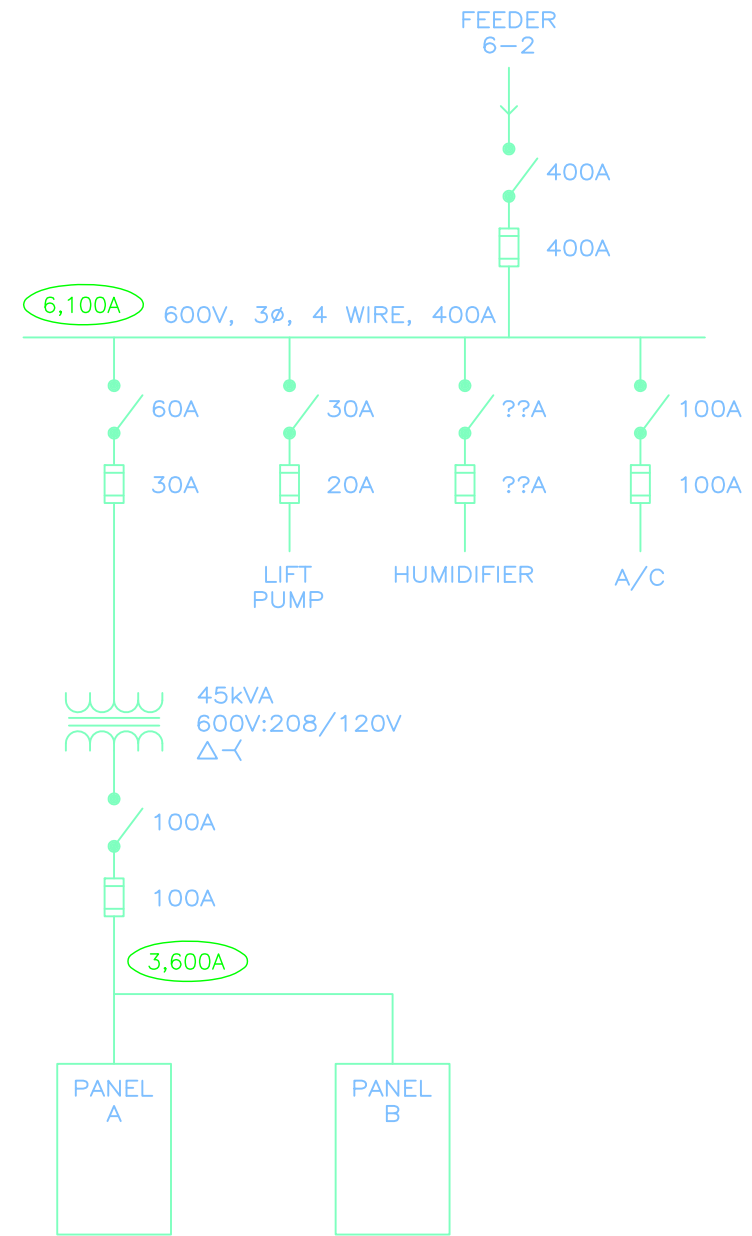 FEEDER
6-2
400A
400A
6,100A
600V, 3ø, 4 WIRE, 400A
60A
30A
??A
100A
30A
20A
??A
100A
LIFT
PUMP
HUMIDIFIER
A/C
45kVA
600V:208/120V
100A
100A
3,600A
PANEL
A
PANEL
B